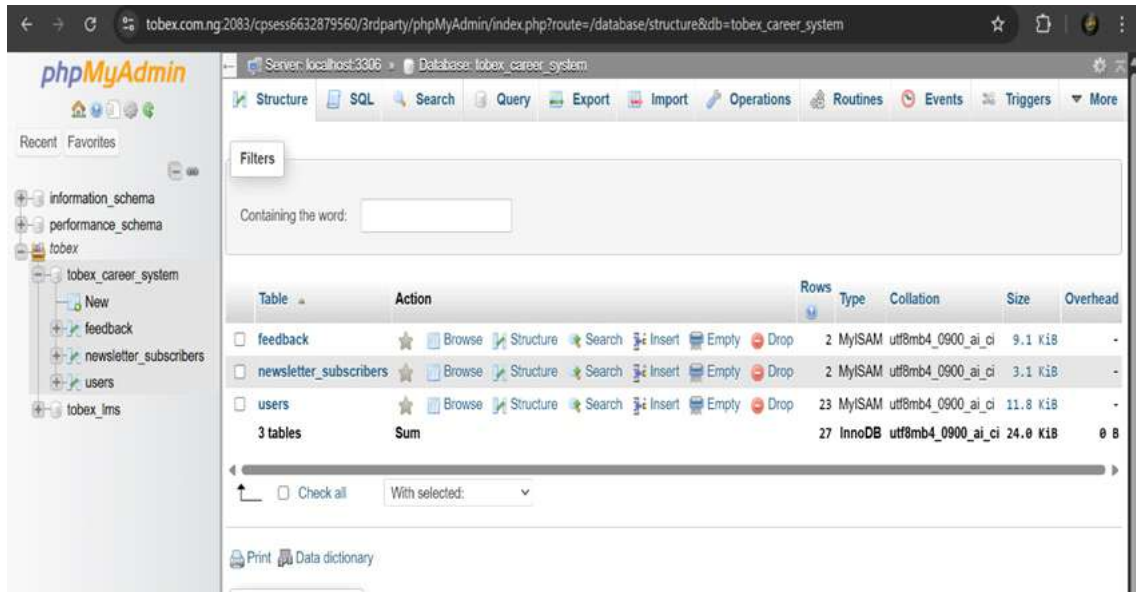 tobex.com.ng:2083/cpsess6632879560/3rdparty/phpMyAdmin/index.php?route=/database/structure&db=tobex_career_system
phpMyAdmin
Recent Favorites
information_schema
performance_schema
tobex
tobex_career_system
New
feedback
newsletter_subscribers
users
tobex_lms
Server: localhost:3306 » Database: tobex_career_system
Structure SQL Search Query Export Import Operations Routines Events Triggers More
Filters
Containing the word:
Table Action Rows Type Collation Size Overhead
feedback Browse Structure Search Insert Empty Drop 2 MyISAM utf8mb4_0900_ai_ci 9.1 KiB -
newsletter_subscribers Browse Structure Search Insert Empty Drop 2 MyISAM utf8mb4_0900_ai_ci 3.1 KiB -
users Browse Structure Search Insert Empty Drop 23 MyISAM utf8mb4_0900_ai_ci 11.8 KiB -
3 tables Sum 27 InnoDB utf8mb4_0900_ai_ci 24.0 KiB 0 B
Check all With selected:
Print Data dictionary